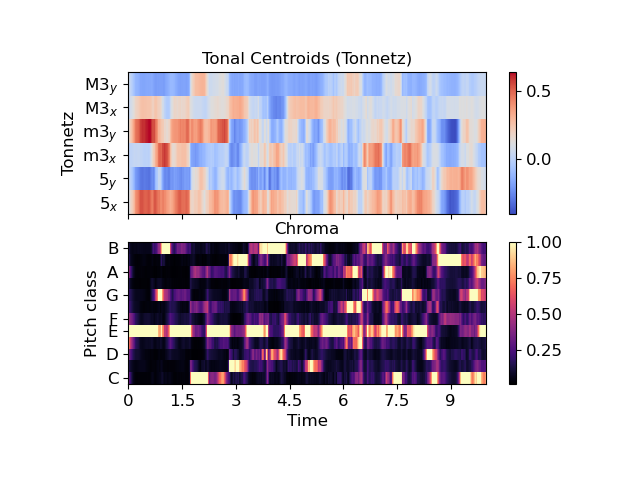 Tonal Centroids (Tonnetz)
Tonnetz
M3y
M3x
m3y
m3x
5y
5x
0.5
0.0
Chroma
Pitch class
B
A
G
F
E
D
C
1.00
0.75
0.50
0.25
0 1.5 3 4.5 6 7.5 9
Time